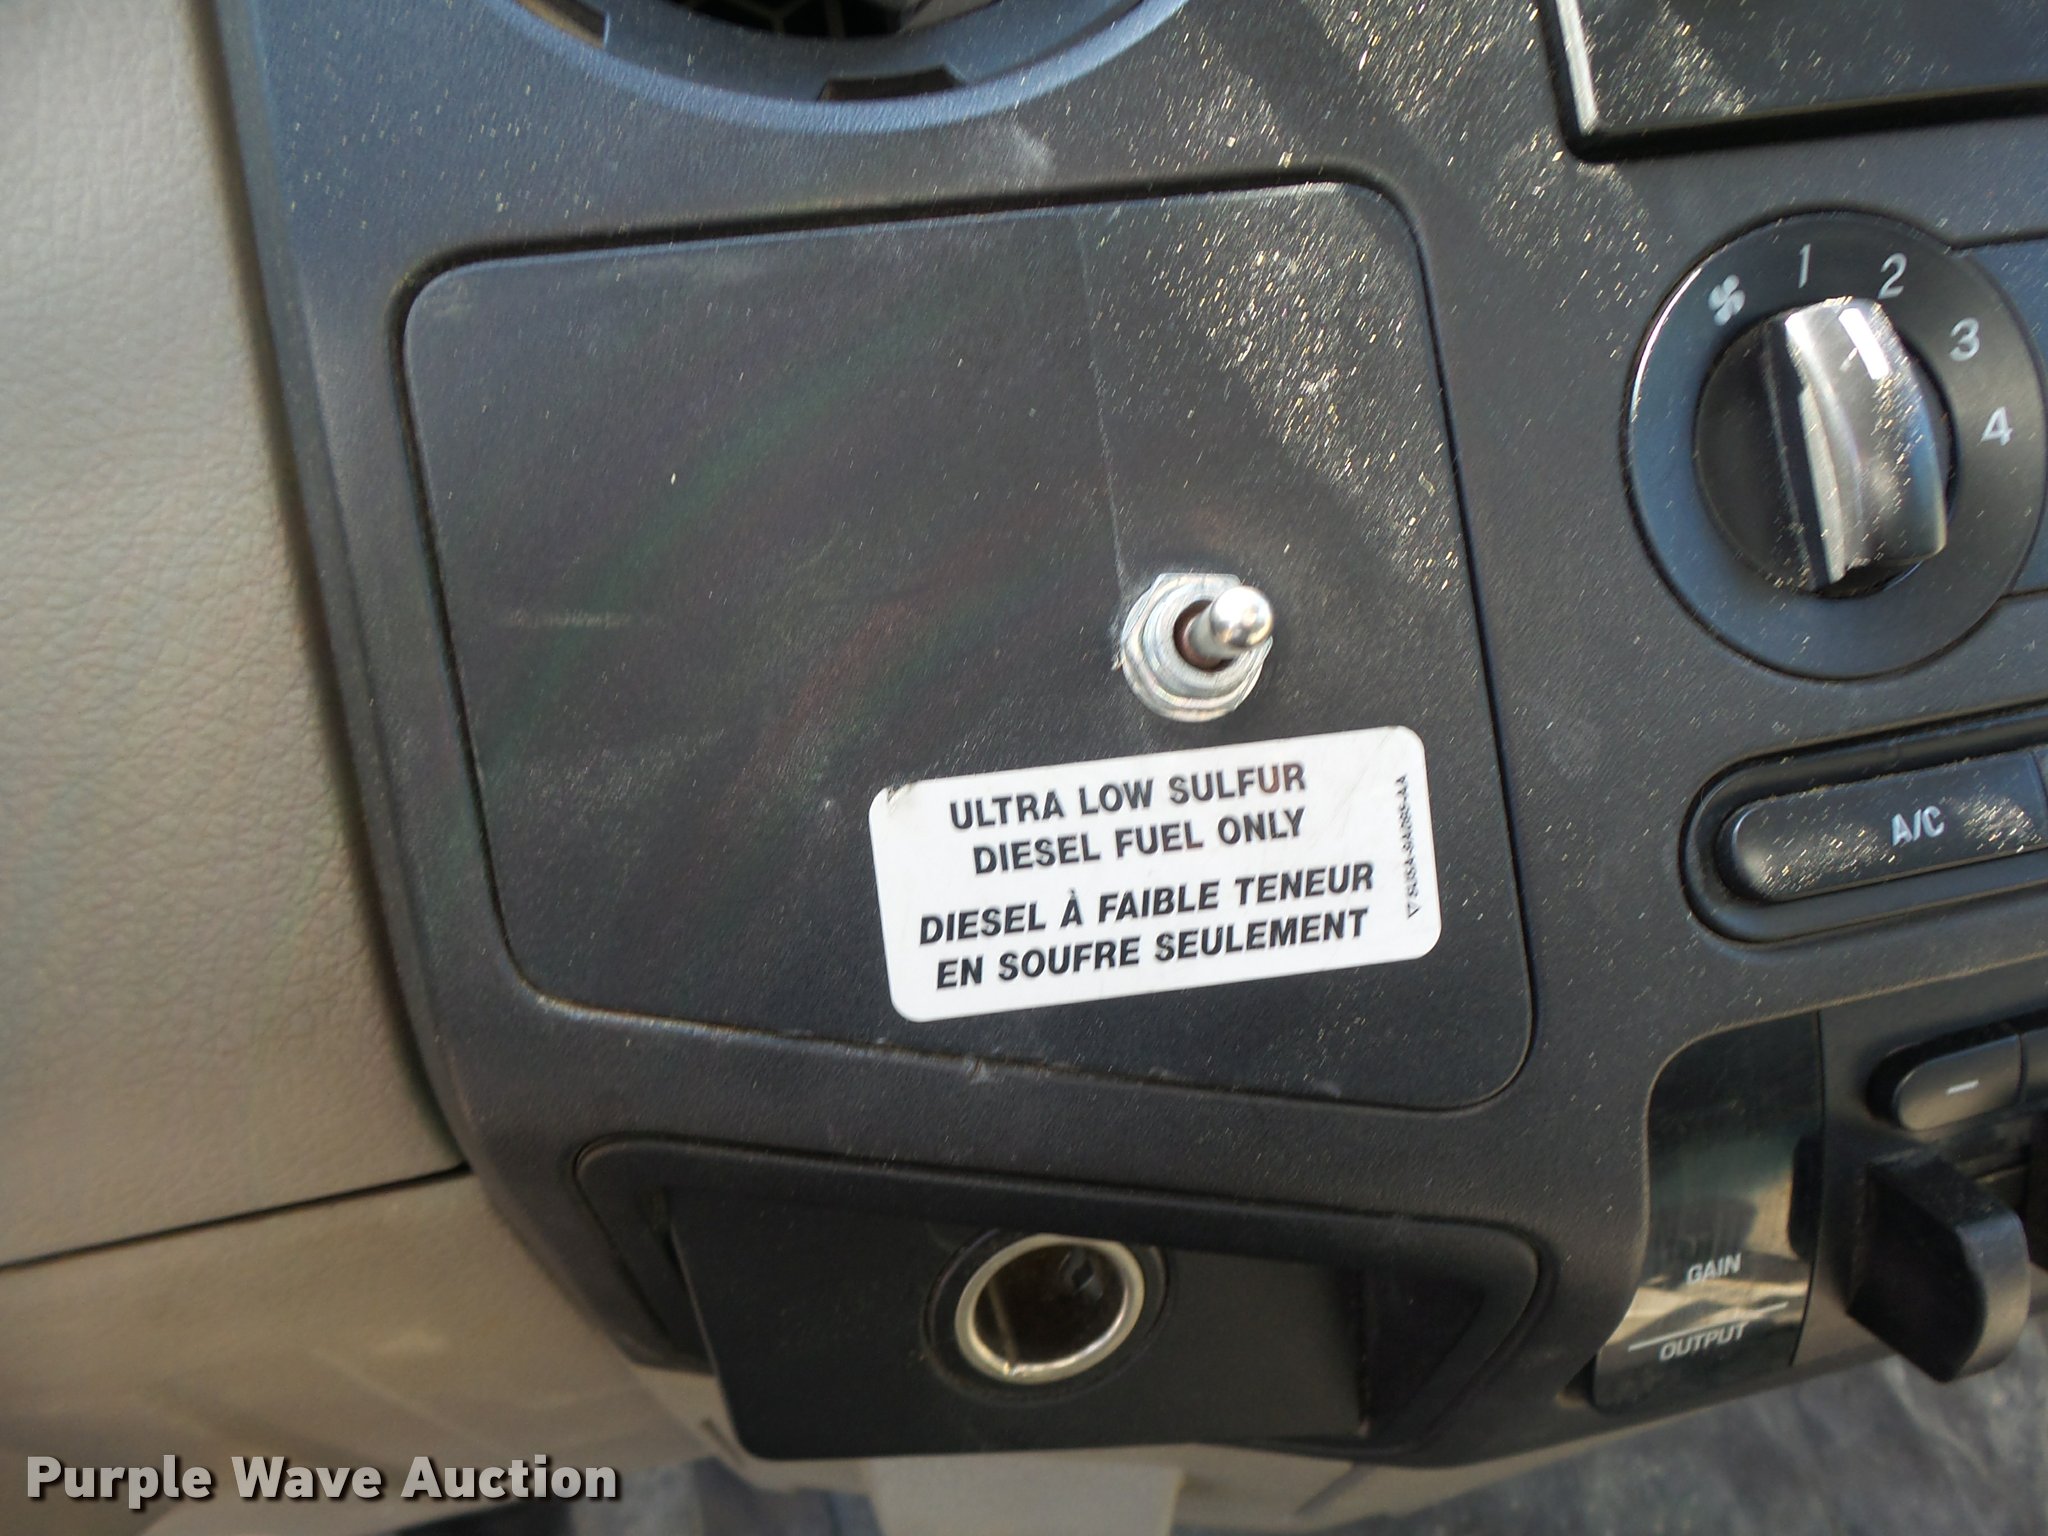 1
2
3
4
ULTRA LOW SULFUR
DIESEL FUEL ONLY
DIESEL À FAIBLE TENEUR
EN SOUFRE SEULEMENT
A/C
GAIN
OUTPUT
Purple Wave Auction